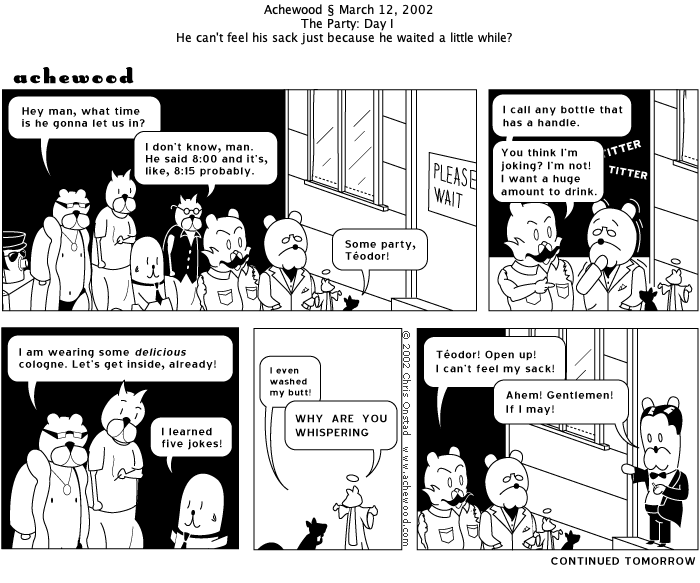 Achewood § March 12, 2002
The Party: Day I
He can't feel his sack just because he waited a little while?
achewood
Hey man, what time
is he gonna let us in?
I don't know, man.
He said 8:00 and it's,
like, 8:15 probably.
Some party,
Téodor!
PLEASE
WAIT
I call any bottle that
has a handle.
You think I'm
joking? I'm not!
I want a huge
amount to drink.
TITTER
TITTER
I am wearing some delicious
cologne. Let's get inside, already!
I learned
five jokes!
I even
washed
my butt!
WHY ARE YOU
WHISPERING
© 2002 Chris Onstad www.achewood.com
Téodor! Open up!
I can't feel my sack!
Ahem! Gentlemen!
If I may!
CONTINUED TOMORROW